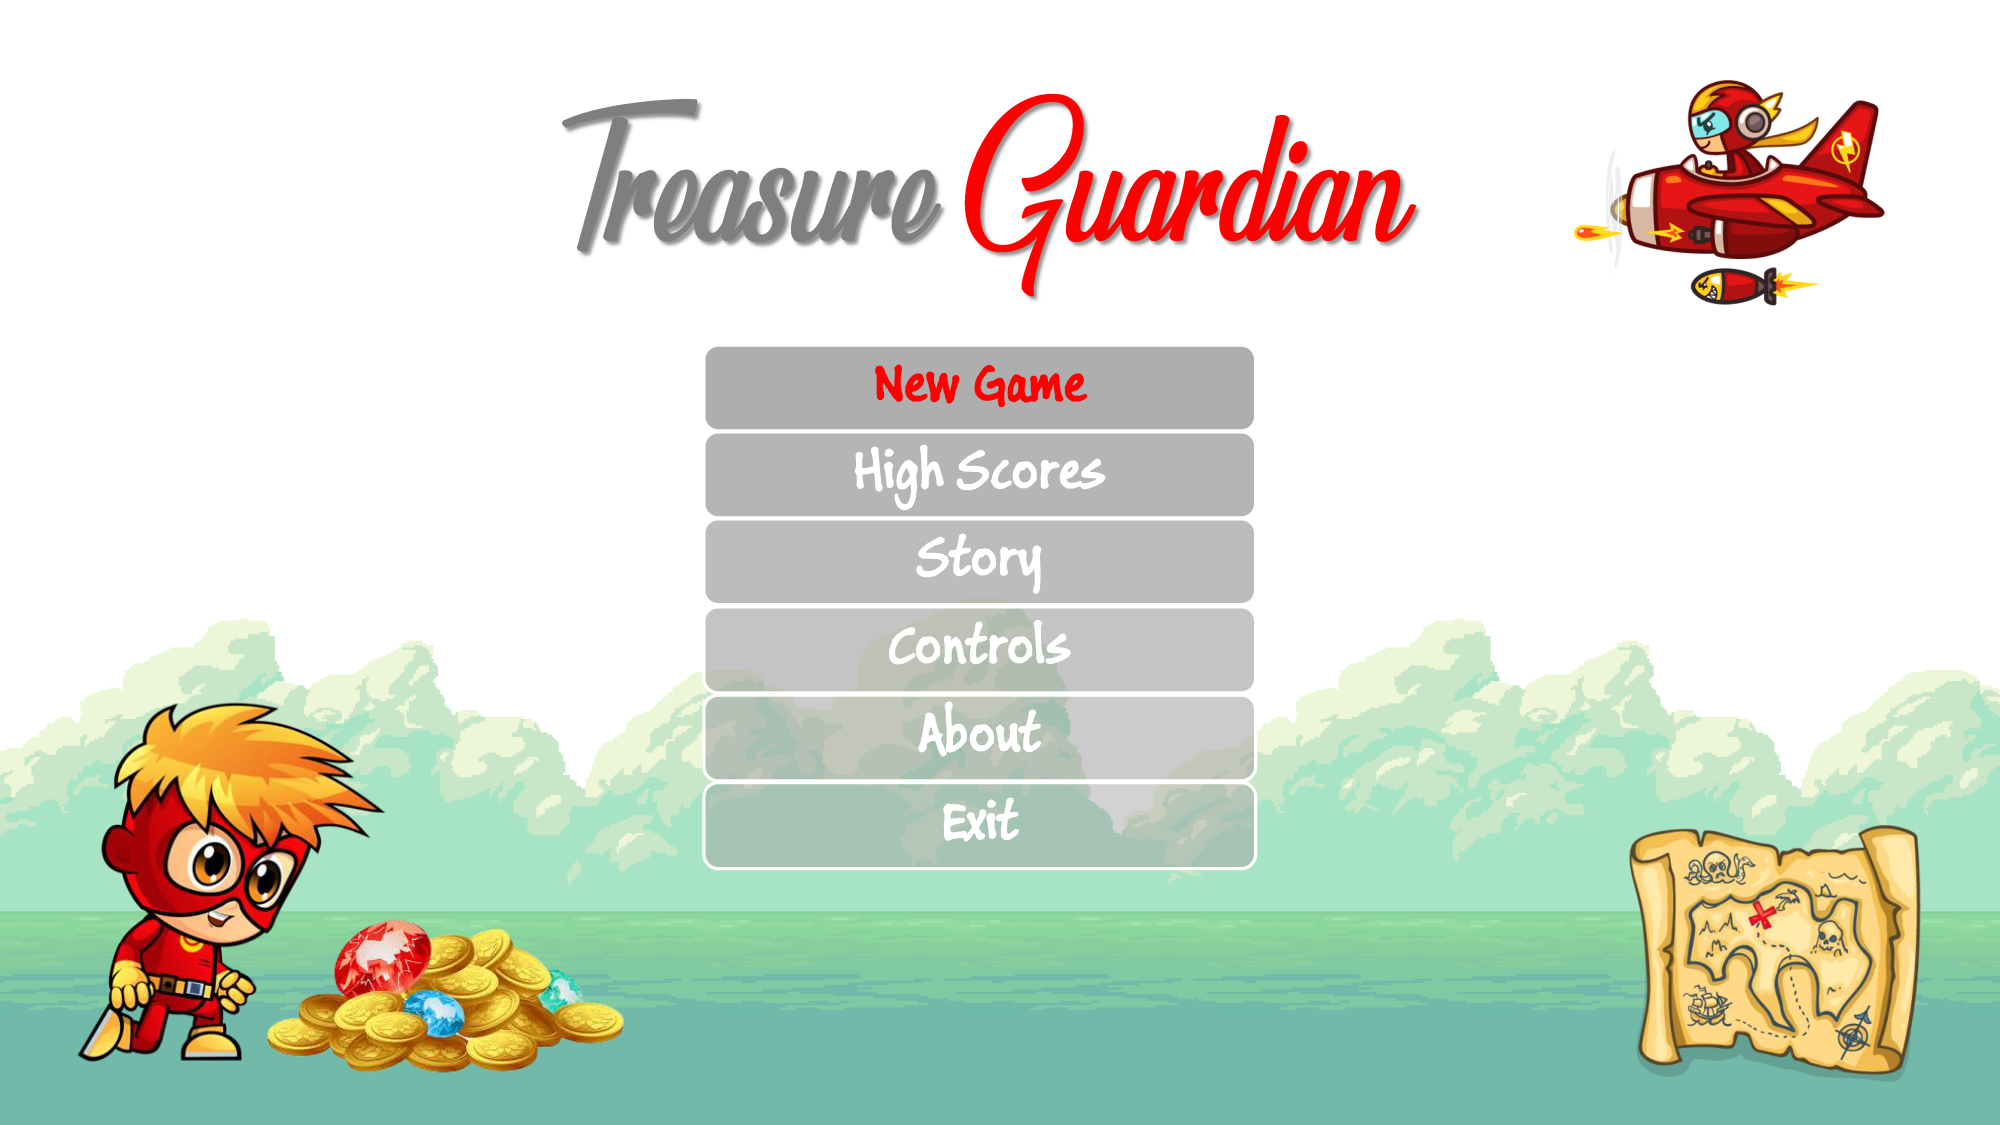 Treasure Guardian
New Game
High Scores
Story
Controls
About
Exit